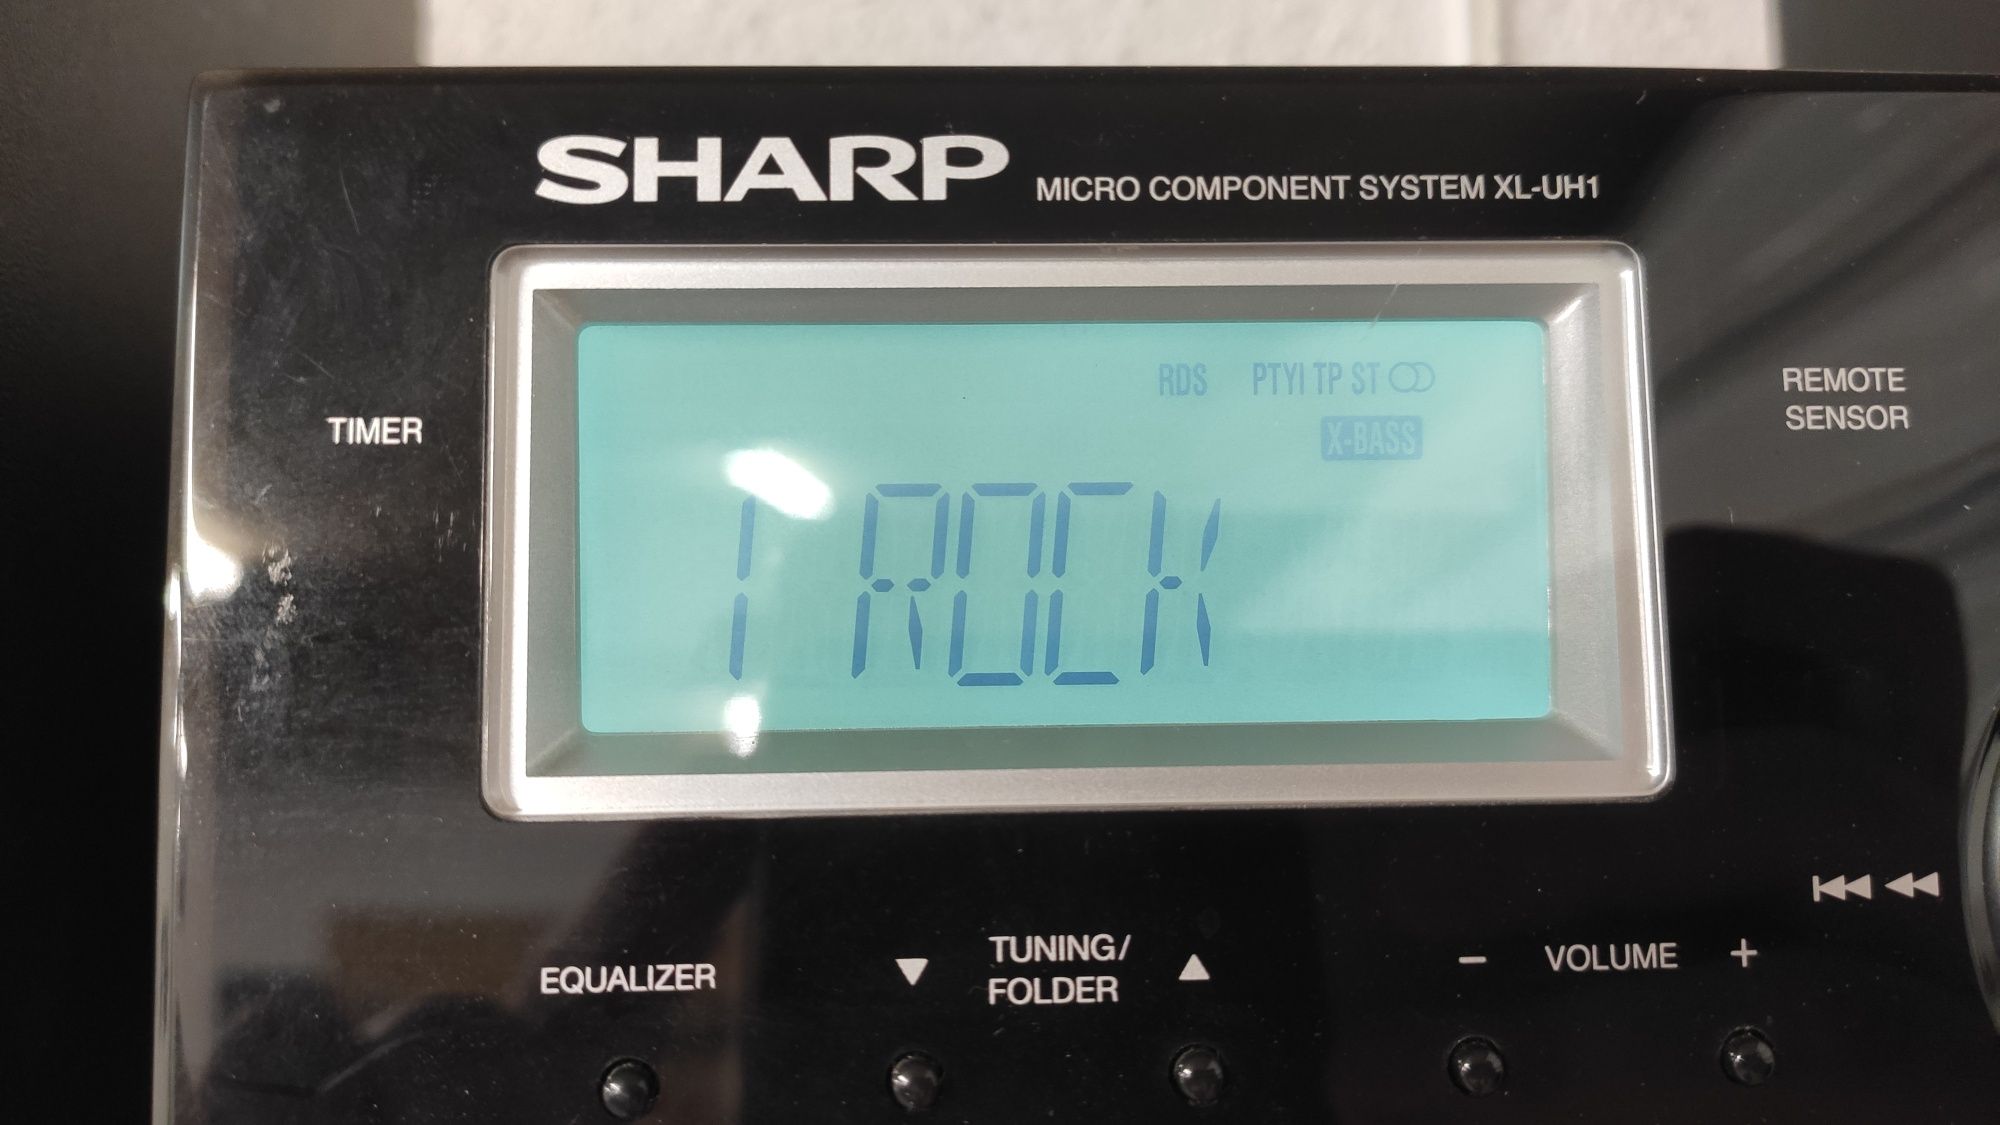 SHARP MICRO COMPONENT SYSTEM XL-UH1
RDS PTYI TP ST
X-BASS
TIMER
REMOTE
SENSOR
1 ROCK
EQUALIZER
TUNING/
FOLDER
- VOLUME +